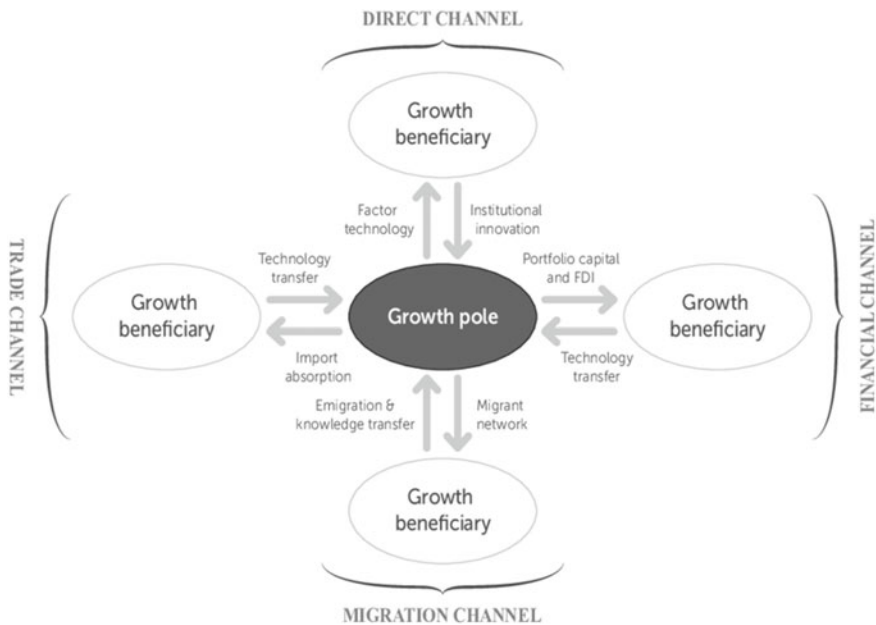 DIRECT CHANNEL
Growth
beneficiary
Factor
technology
Institutional
innovation
TRADE CHANNEL
Growth
beneficiary
Technology
transfer
Import
absorption
Growth pole
Portfolio capital
and FDI
Technology
transfer
Growth
beneficiary
FINANCIAL CHANNEL
Emigration &
knowledge transfer
Migrant
network
Growth
beneficiary
MIGRATION CHANNEL